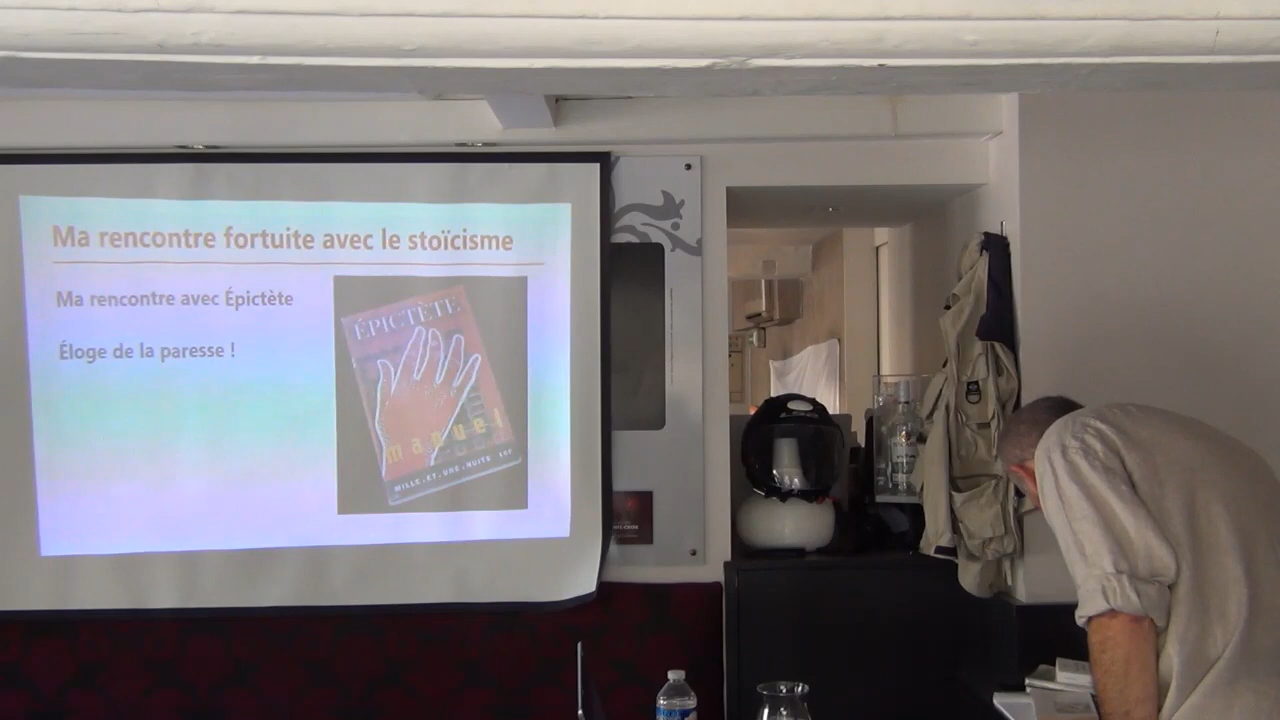 Ma rencontre fortuite avec le stoïcisme
Ma rencontre avec Épictète
Éloge de la paresse !
ÉPICTÈTE
manuel
MILLE.ET.UNE.NUITS 10F